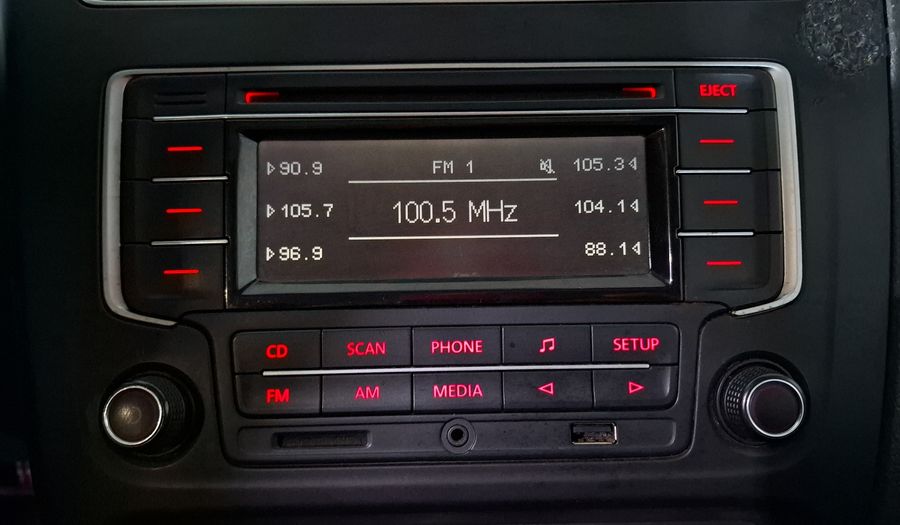 EJECT
90.9 FM 1 105.3
105.7 100.5 MHz 104.1
96.9 88.1
CD SCAN PHONE SETUP
FM AM MEDIA